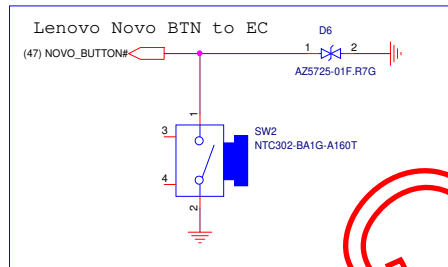 Lenovo Novo BTN to EC
D6
(47) NOVO_BUTTON#
1
2
AZ5725-01F.R7G
1
3
SW2
NTC302-BA1G-A160T
4
2